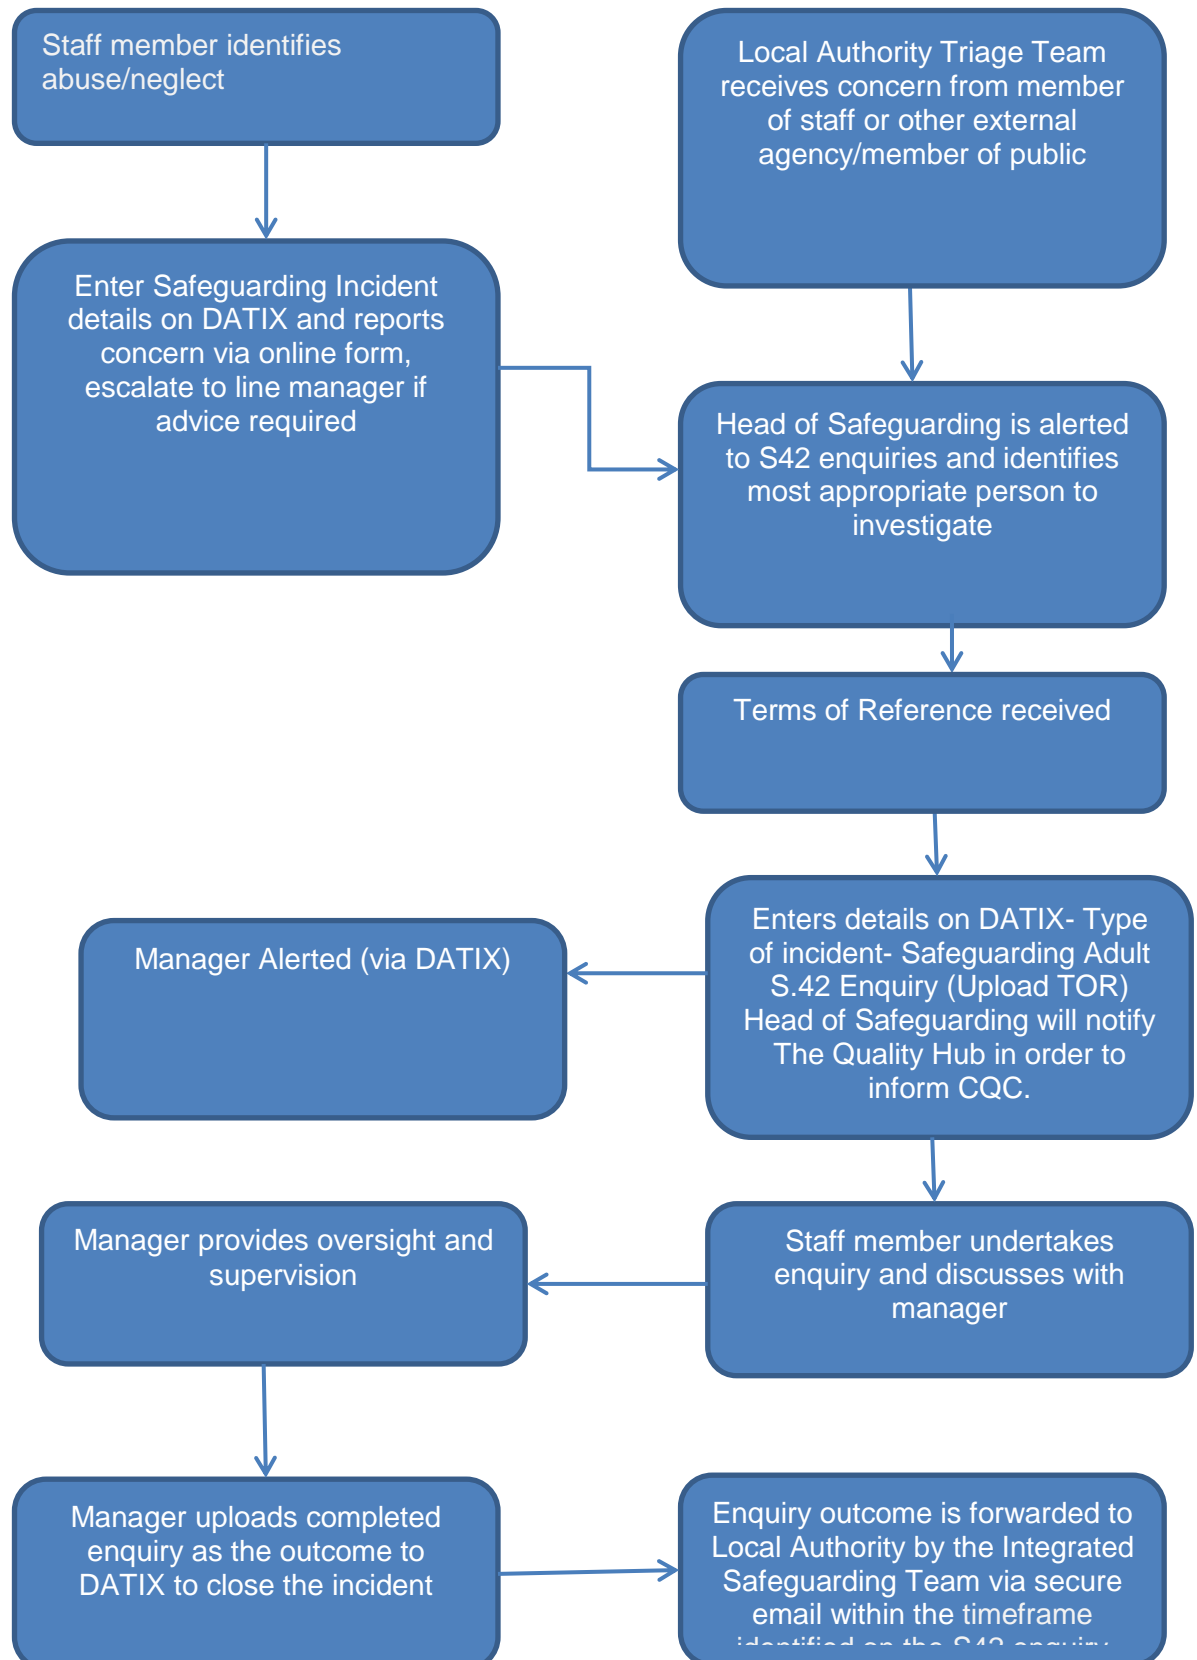 Staff member identifies
abuse/neglect
Local Authority Triage Team
receives concern from member
of staff or other external
agency/member of public
Enter Safeguarding Incident
details on DATIX and reports
concern via online form,
escalate to line manager if
advice required
Head of Safeguarding is alerted
to S42 enquiries and identifies
most appropriate person to
investigate
Terms of Reference received
Enters details on DATIX- Type
of incident- Safeguarding Adult
S.42 Enquiry (Upload TOR)
Head of Safeguarding will notify
The Quality Hub in order to
inform CQC.
Manager Alerted (via DATIX)
Staff member undertakes
enquiry and discusses with
manager
Manager provides oversight and
supervision
Manager uploads completed
enquiry as the outcome to
DATIX to close the incident
Enquiry outcome is forwarded to
Local Authority by the Integrated
Safeguarding Team via secure
email within the timeframe
identified on the S42 enquiry